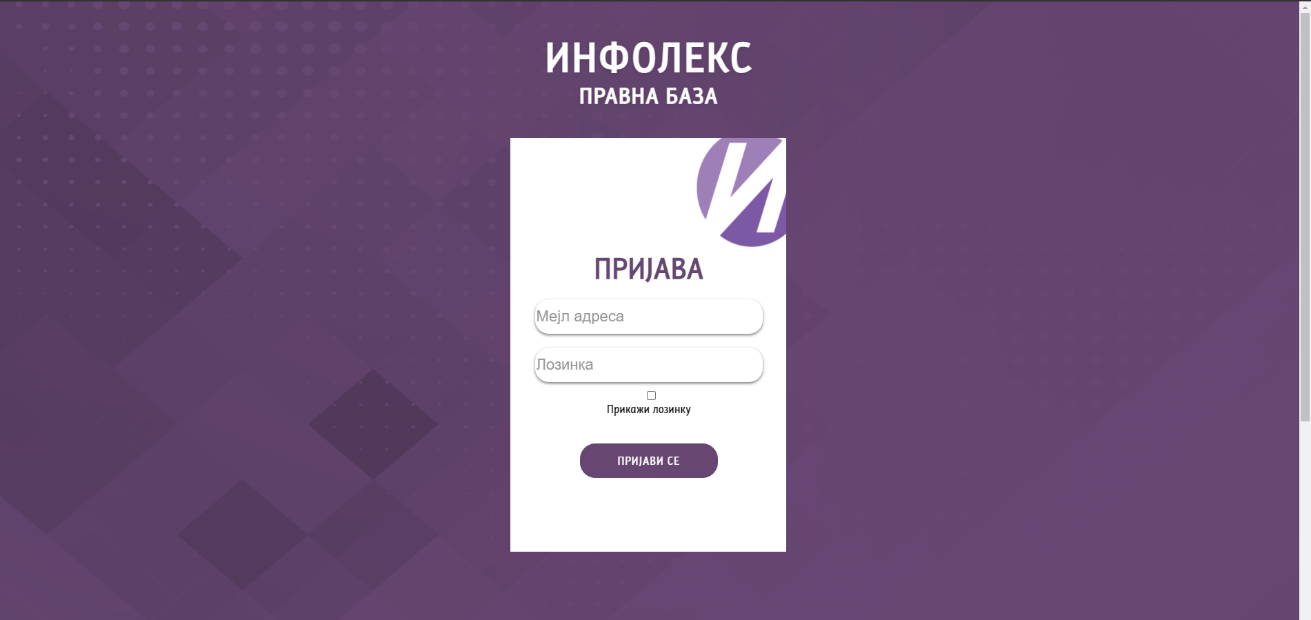 ИНФОЛЕКС
ПРАВНА БАЗА
И
ПРИЈАВА
Мејл адреса
Лозинка
Прикажи лозинку
ПРИЈАВИ СЕ